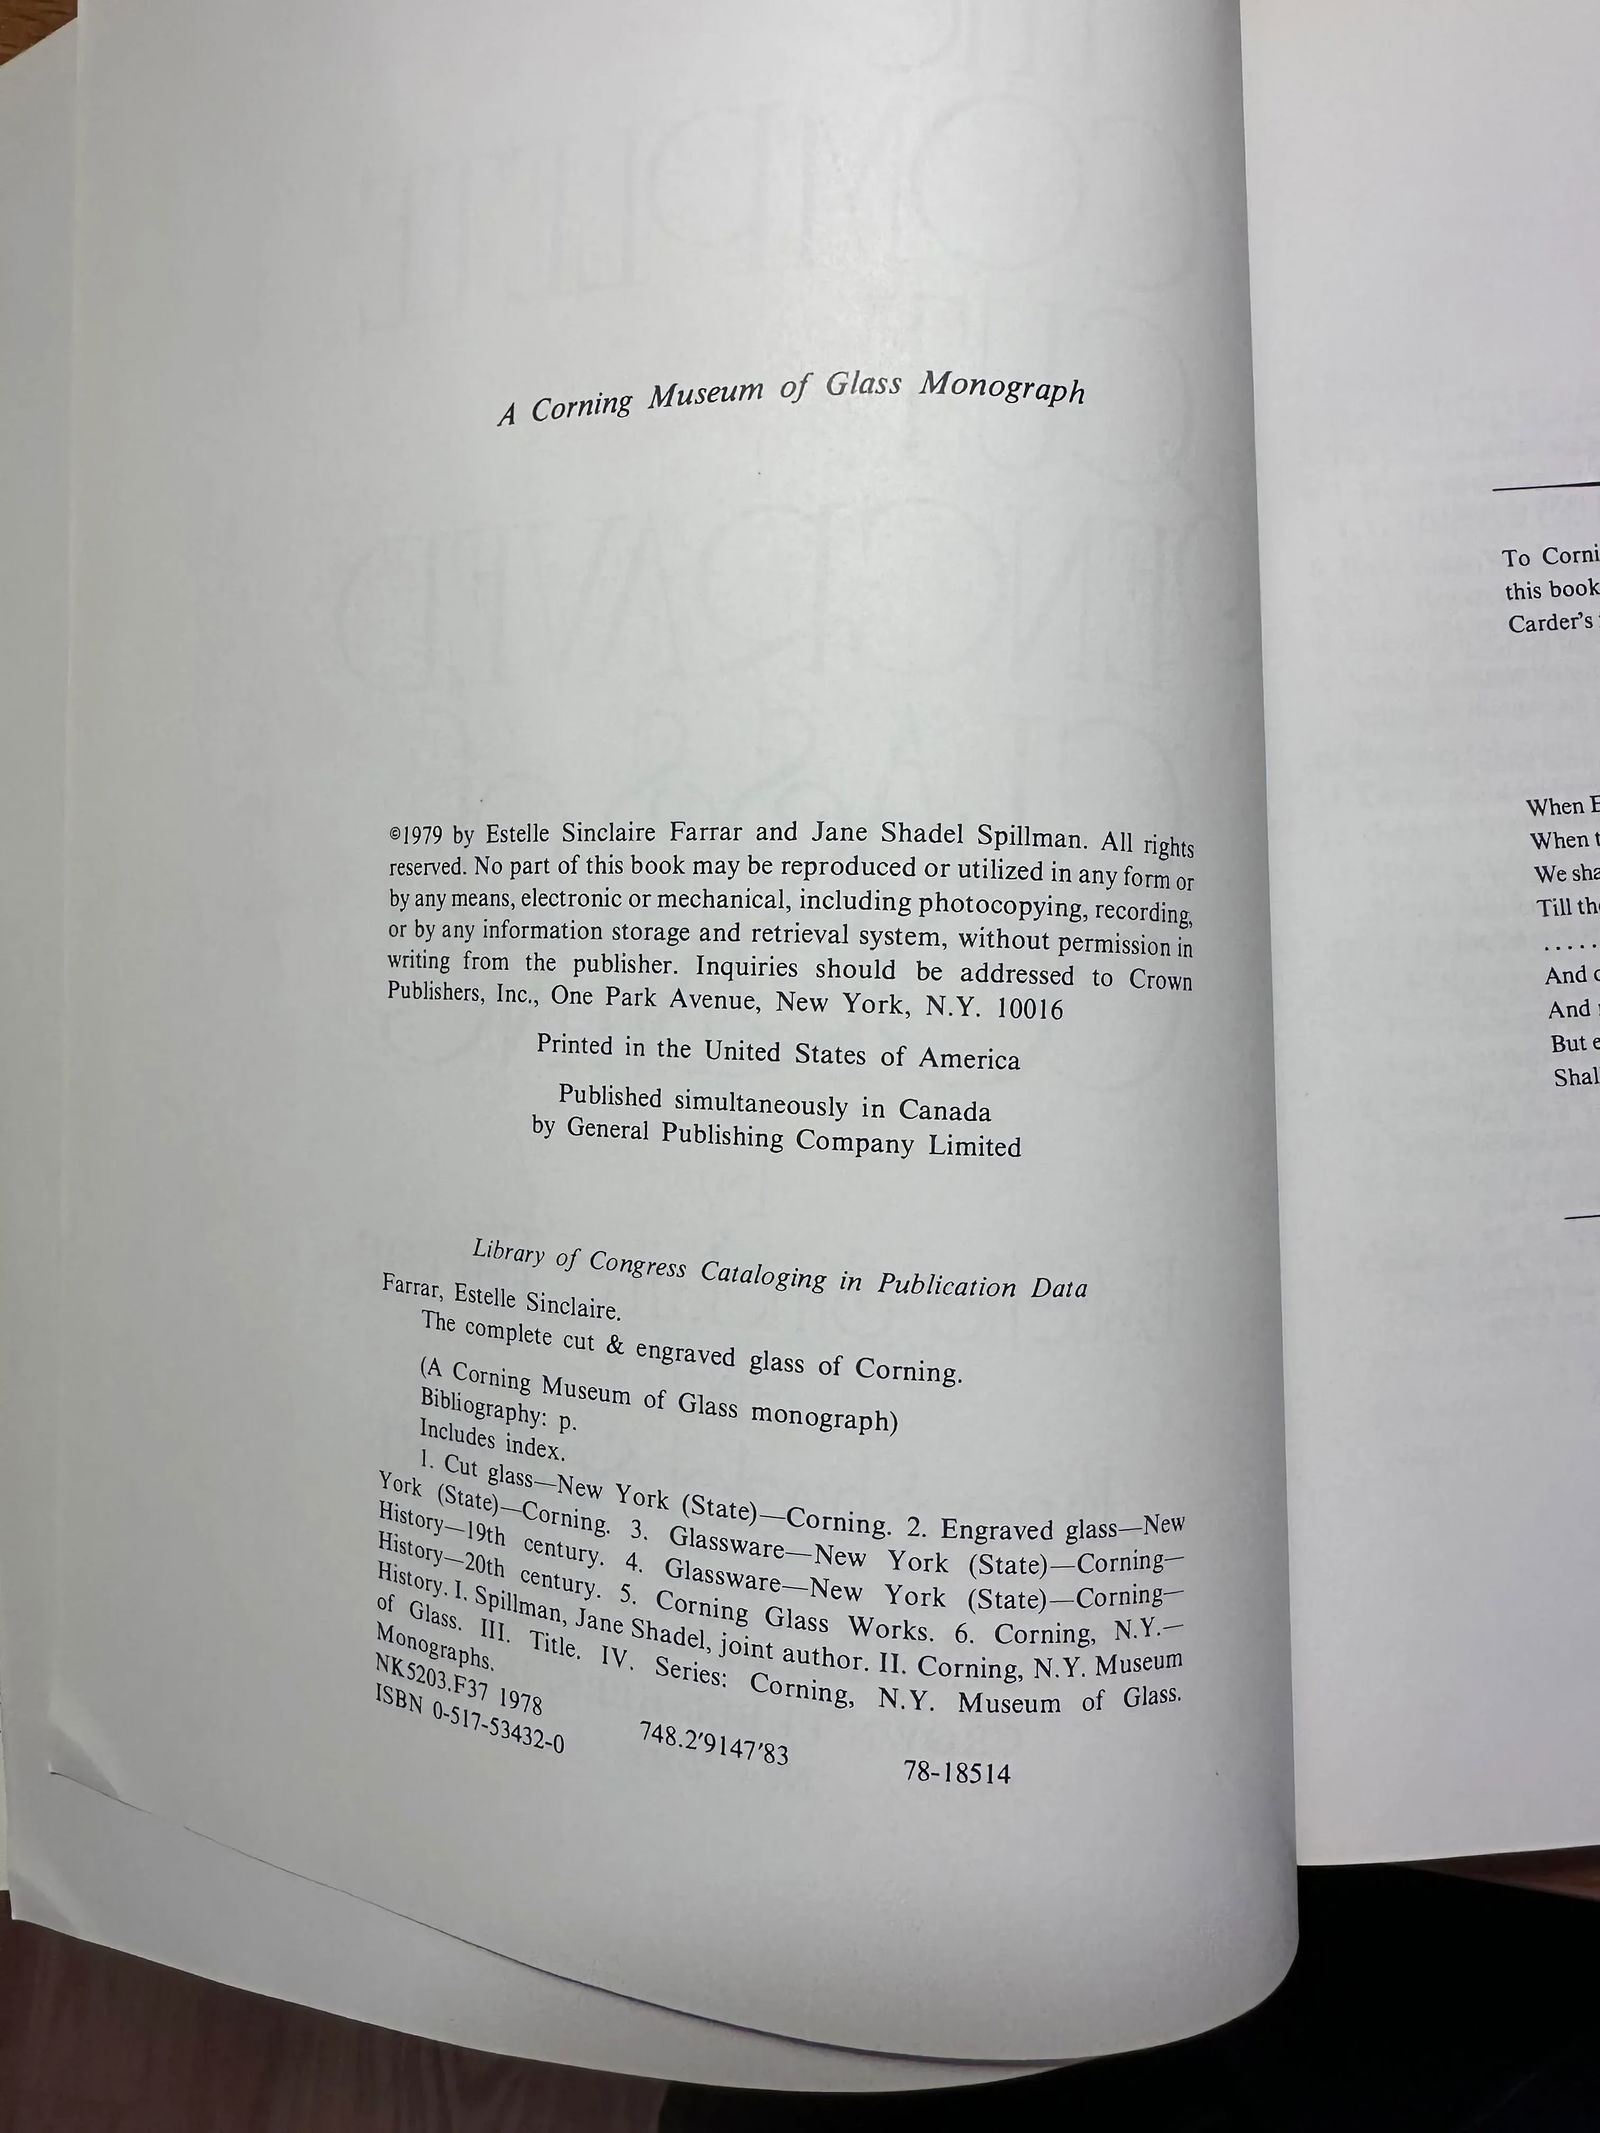 A Corning Museum of Glass Monograph
©1979 by Estelle Sinclaire Farrar and Jane Shadel Spillman. All rights
reserved. No part of this book may be reproduced or utilized in any form or
by any means, electronic or mechanical, including photocopying, recording,
or by any information storage and retrieval system, without permission in
writing from the publisher. Inquiries should be addressed to Crown
Publishers, Inc., One Park Avenue, New York, N.Y. 10016
Printed in the United States of America
Published simultaneously in Canada
by General Publishing Company Limited
Library of Congress Cataloging in Publication Data
Farrar, Estelle Sinclaire.
The complete cut & engraved glass of Corning.
(A Corning Museum of Glass monograph)
Bibliography: p.
Includes index.
1. Cut glass—New York (State)—Corning. 2. Engraved glass—New
York (State)—Corning. 3. Glassware—New York (State)—Corning—
History—19th century. 4. Glassware—New York (State)—Corning—
History—20th century. 5. Corning Glass Works. 6. Corning, N.Y.—
History. I. Spillman, Jane Shadel, joint author. II. Corning, N.Y. Museum
of Glass. III. Title. IV. Series: Corning, N.Y. Museum of Glass.
Monographs.
NK5203.F37 1978 748.2'9147'83 78-18514
ISBN 0-517-53432-0
To Corni
this book
Carder's
When
When t
We sha
Till th
.....
And
And
But
Shal